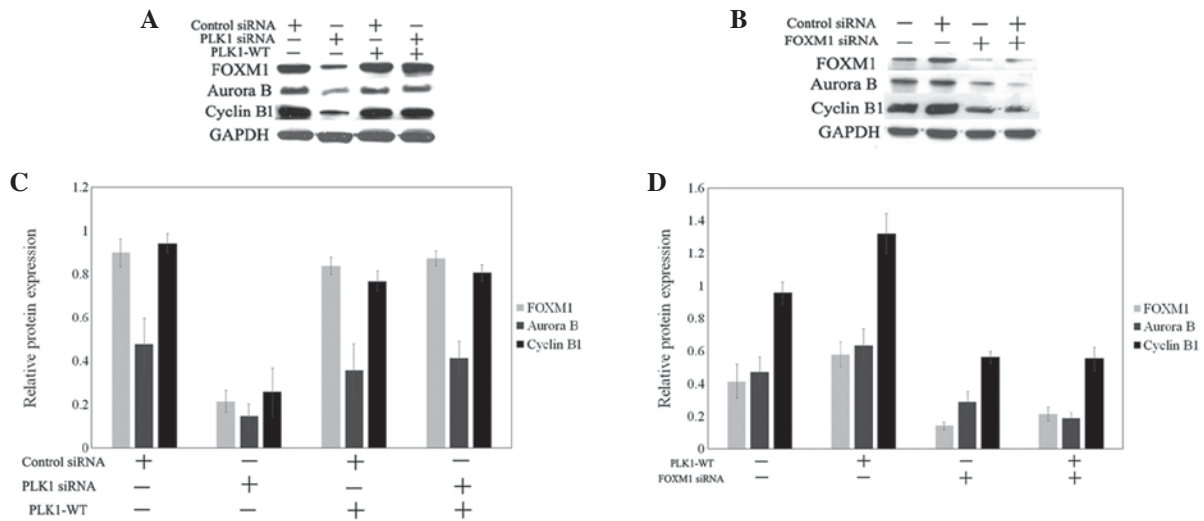 A
Control siRNA + − + −
PLK1 siRNA − + − +
PLK1-WT − − + +
FOXM1
Aurora B
Cyclin B1
GAPDH
B
Control siRNA − + − +
FOXM1 siRNA − − + +
FOXM1
Aurora B
Cyclin B1
GAPDH
C
Relative protein expression
1.2
1
0.8
0.6
0.4
0.2
0
FOXM1
Aurora B
Cyclin B1
Control siRNA + − + −
PLK1 siRNA − + − +
PLK1-WT − − + +
D
Relative protein expression
1.6
1.4
1.2
1
0.8
0.6
0.4
0.2
0
FOXM1
Aurora B
Cyclin B1
PLK1-WT − + − +
FOXM1 siRNA − − + +